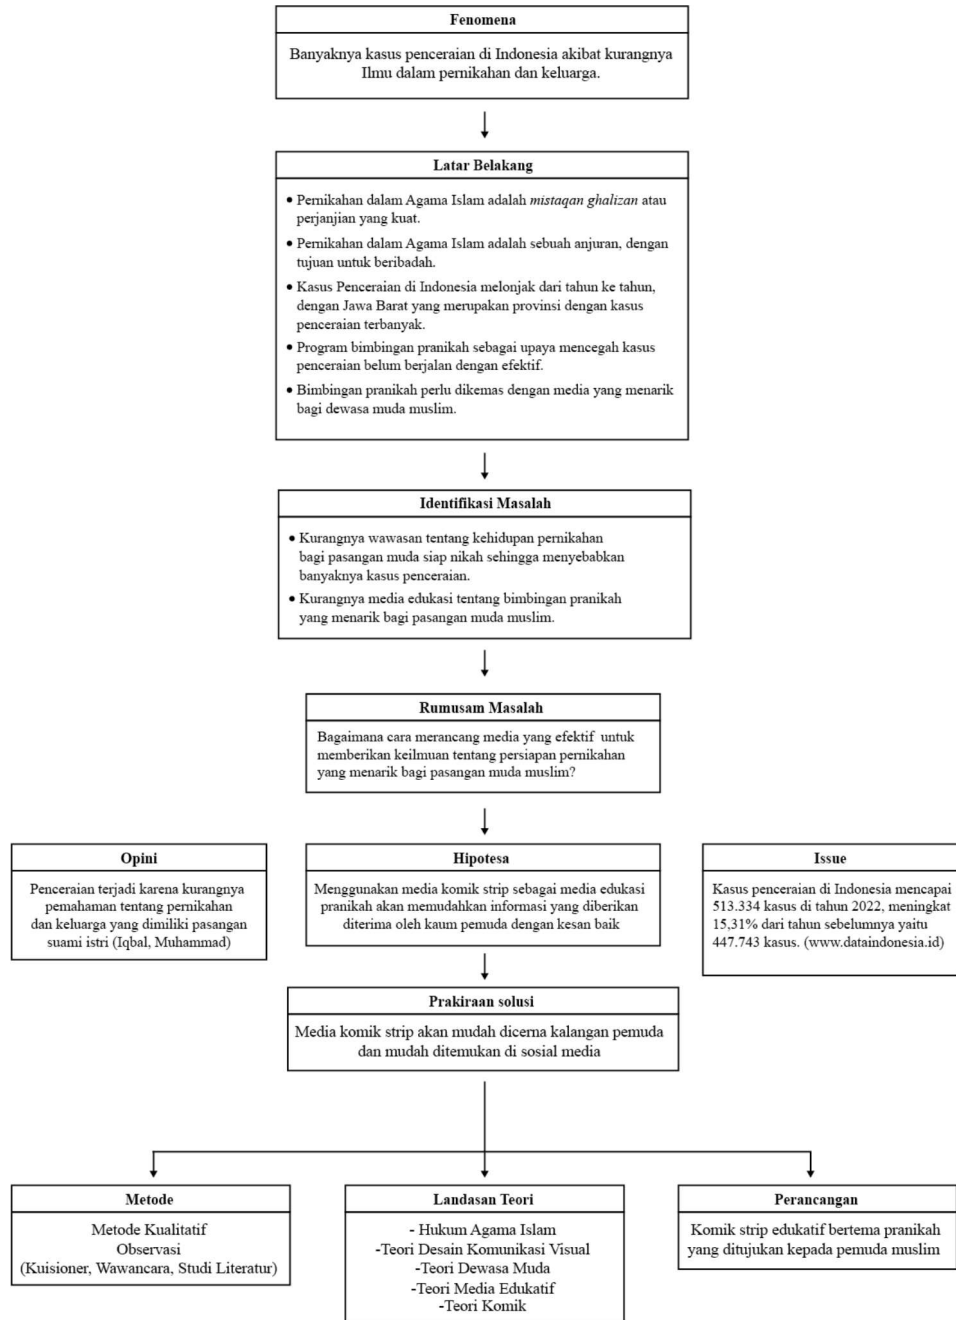 Fenomena
Banyaknya kasus penceraian di Indonesia akibat kurangnya
Ilmu dalam pernikahan dan keluarga.
Latar Belakang
• Pernikahan dalam Agama Islam adalah mistaqan ghalizan atau
perjanjian yang kuat.
• Pernikahan dalam Agama Islam adalah sebuah anjuran, dengan
tujuan untuk beribadah.
• Kasus Penceraian di Indonesia melonjak dari tahun ke tahun,
dengan Jawa Barat yang merupakan provinsi dengan kasus
penceraian terbanyak.
• Program bimbingan pranikah sebagai upaya mencegah kasus
penceraian belum berjalan dengan efektif.
• Bimbingan pranikah perlu dikemas dengan media yang menarik
bagi dewasa muda muslim.
Identifikasi Masalah
• Kurangnya wawasan tentang kehidupan pernikahan
bagi pasangan muda siap nikah sehingga menyebabkan
banyaknya kasus penceraian.
• Kurangnya media edukasi tentang bimbingan pranikah
yang menarik bagi pasangan muda muslim.
Rumusam Masalah
Bagaimana cara merancang media yang efektif untuk
memberikan keilmuan tentang persiapan pernikahan
yang menarik bagi pasangan muda muslim?
Opini
Penceraian terjadi karena kurangnya
pemahaman tentang pernikahan
dan keluarga yang dimiliki pasangan
suami istri (Iqbal, Muhammad)
Hipotesa
Menggunakan media komik strip sebagai media edukasi
pranikah akan memudahkan informasi yang diberikan
diterima oleh kaum pemuda dengan kesan baik
Issue
Kasus penceraian di Indonesia mencapai
513.334 kasus di tahun 2022, meningkat
15,31% dari tahun sebelumnya yaitu
447.743 kasus. (www.dataindonesia.id)
Prakiraan solusi
Media komik strip akan mudah dicerna kalangan pemuda
dan mudah ditemukan di sosial media
Metode
Metode Kualitatif
Observasi
(Kuisioner, Wawancara, Studi Literatur)
Landasan Teori
- Hukum Agama Islam
-Teori Desain Komunikasi Visual
-Teori Dewasa Muda
-Teori Media Edukatif
-Teori Komik
Perancangan
Komik strip edukatif bertema pranikah
yang ditujukan kepada pemuda muslim